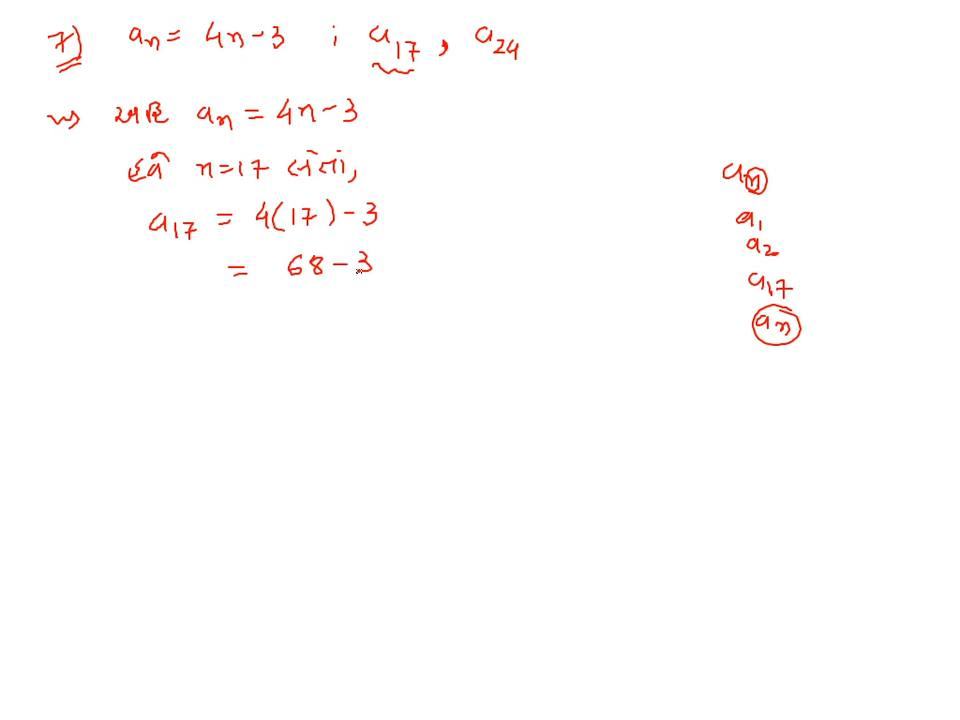 7) an = 4n-3 ; a17 , a24
અહીં an = 4n-3
હવે n=17 લેતાં,
a17 = 4(17)-3
= 68-3
an
a1
a2
a17
an